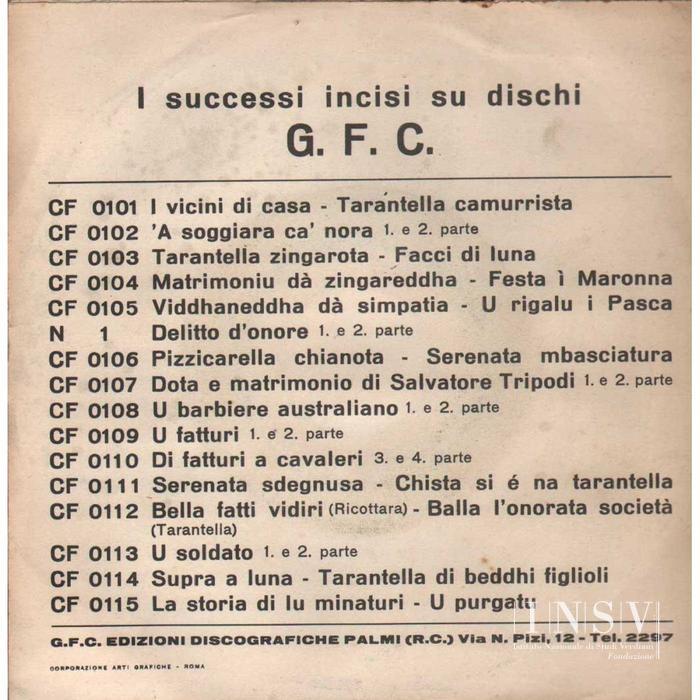 I successi incisi su dischi
G. F. C.
CF 0101 I vicini di casa - Tarantella camurrista
CF 0102 'A soggiara ca' nora 1. e 2. parte
CF 0103 Tarantella zingarota - Facci di luna
CF 0104 Matrimoniu dà zingareddha - Festa ì Maronna
CF 0105 Viddhaneddha dà simpatia - U rigalu i Pasca
N 1 Delitto d'onore 1. e 2. parte
CF 0106 Pizzicarella chianota - Serenata mbasciatura
CF 0107 Dota e matrimonio di Salvatore Tripodi 1. e 2. parte
CF 0108 U barbiere australiano 1. e 2. parte
CF 0109 U fatturi 1. e 2. parte
CF 0110 Di fatturi a cavaleri 3. e 4. parte
CF 0111 Serenata sdegnusa - Chista si é na tarantella
CF 0112 Bella fatti vidiri (Ricottara) - Balla l'onorata società
(Tarantella)
CF 0113 U soldato 1. e 2. parte
CF 0114 Supra a luna - Tarantella di beddhi figlioli
CF 0115 La storia di lu minaturi - U purgatu
INSV
Istituto Nazionale di Studi Verdiani
Fondazione
G.F.C. EDIZIONI DISCOGRAFICHE PALMI (R.C.) Via N. Pizi, 12 - Tel. 2297
CORPORAZIONE ARTI GRAFICHE - ROMA